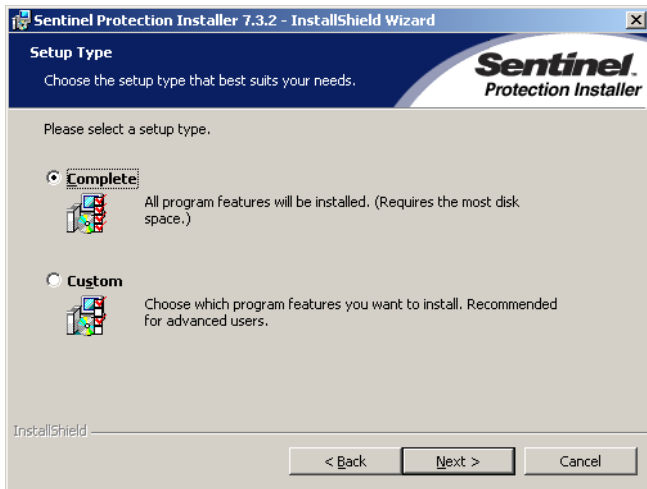 Sentinel Protection Installer 7.3.2 - InstallShield Wizard
Setup Type
Choose the setup type that best suits your needs.
Sentinel.
Protection Installer
Please select a setup type.
Complete
All program features will be installed. (Requires the most disk
space.)
Custom
Choose which program features you want to install. Recommended
for advanced users.
InstallShield
< Back
Next >
Cancel